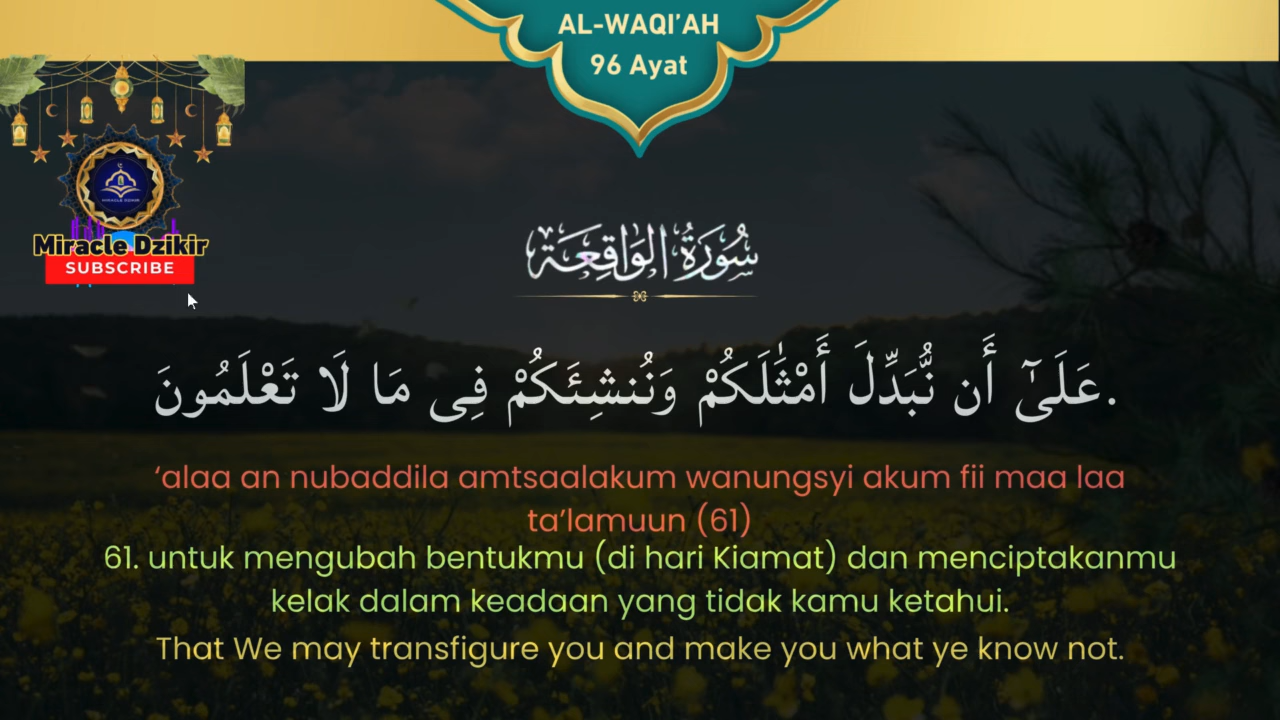 AL-WAQI’AH
96 Ayat
Miracle Dzikir
SUBSCRIBE
سُوْرَةُ الْوَاقِعَةِ
عَلَىٰٓ أَن نُّبَدِّلَ أَمْثَٰلَكُمْ وَنُنشِئَكُمْ فِى مَا لَا تَعْلَمُونَ.
‘alaa an nubaddila amtsaalakum wanungsyi akum fii maa laa
ta’lamuun (61)
61. untuk mengubah bentukmu (di hari Kiamat) dan menciptakanmu
kelak dalam keadaan yang tidak kamu ketahui.
That We may transfigure you and make you what ye know not.